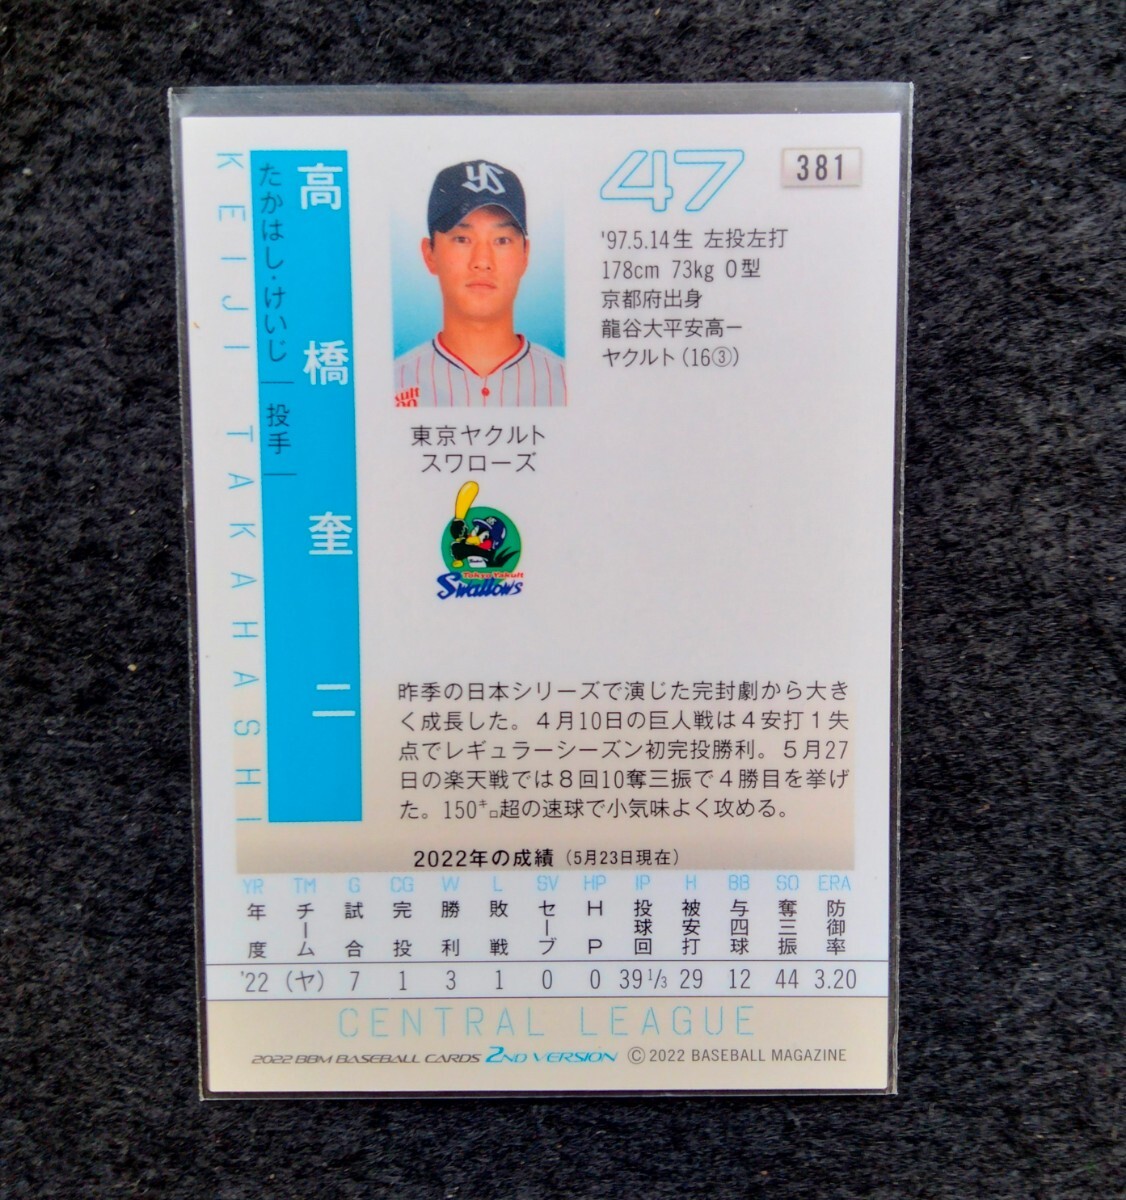 KEIJI TAKAHASHI
高橋奎二
たかはし・けいじ
投手
47
381
'97.5.14生 左投左打
178cm 73kg O型
京都府出身
龍谷大平安高ー
ヤクルト(16③)
東京ヤクルト
スワローズ
Tokyo Yakult
Swallows
昨季の日本シリーズで演じた完封劇から大き
く成長した。4月10日の巨人戦は4安打1失
点でレギュラーシーズン初完投勝利。5月27
日の楽天戦では8回10奪三振で4勝目を挙げ
た。150㌔超の速球で小気味よく攻める。
2022年の成績(5月23日現在)
YR TM G CG W L SV HP IP H BB SO ERA
年度 チーム 試合 完投 勝利 敗戦 セーブ HP 投球回 被安打 与四球 奪三振 防御率
'22 (ヤ) 7 1 3 1 0 0 39 1/3 29 12 44 3.20
CENTRAL LEAGUE
2022 BBM BASEBALL CARDS 2ND VERSION © 2022 BASEBALL MAGAZINE